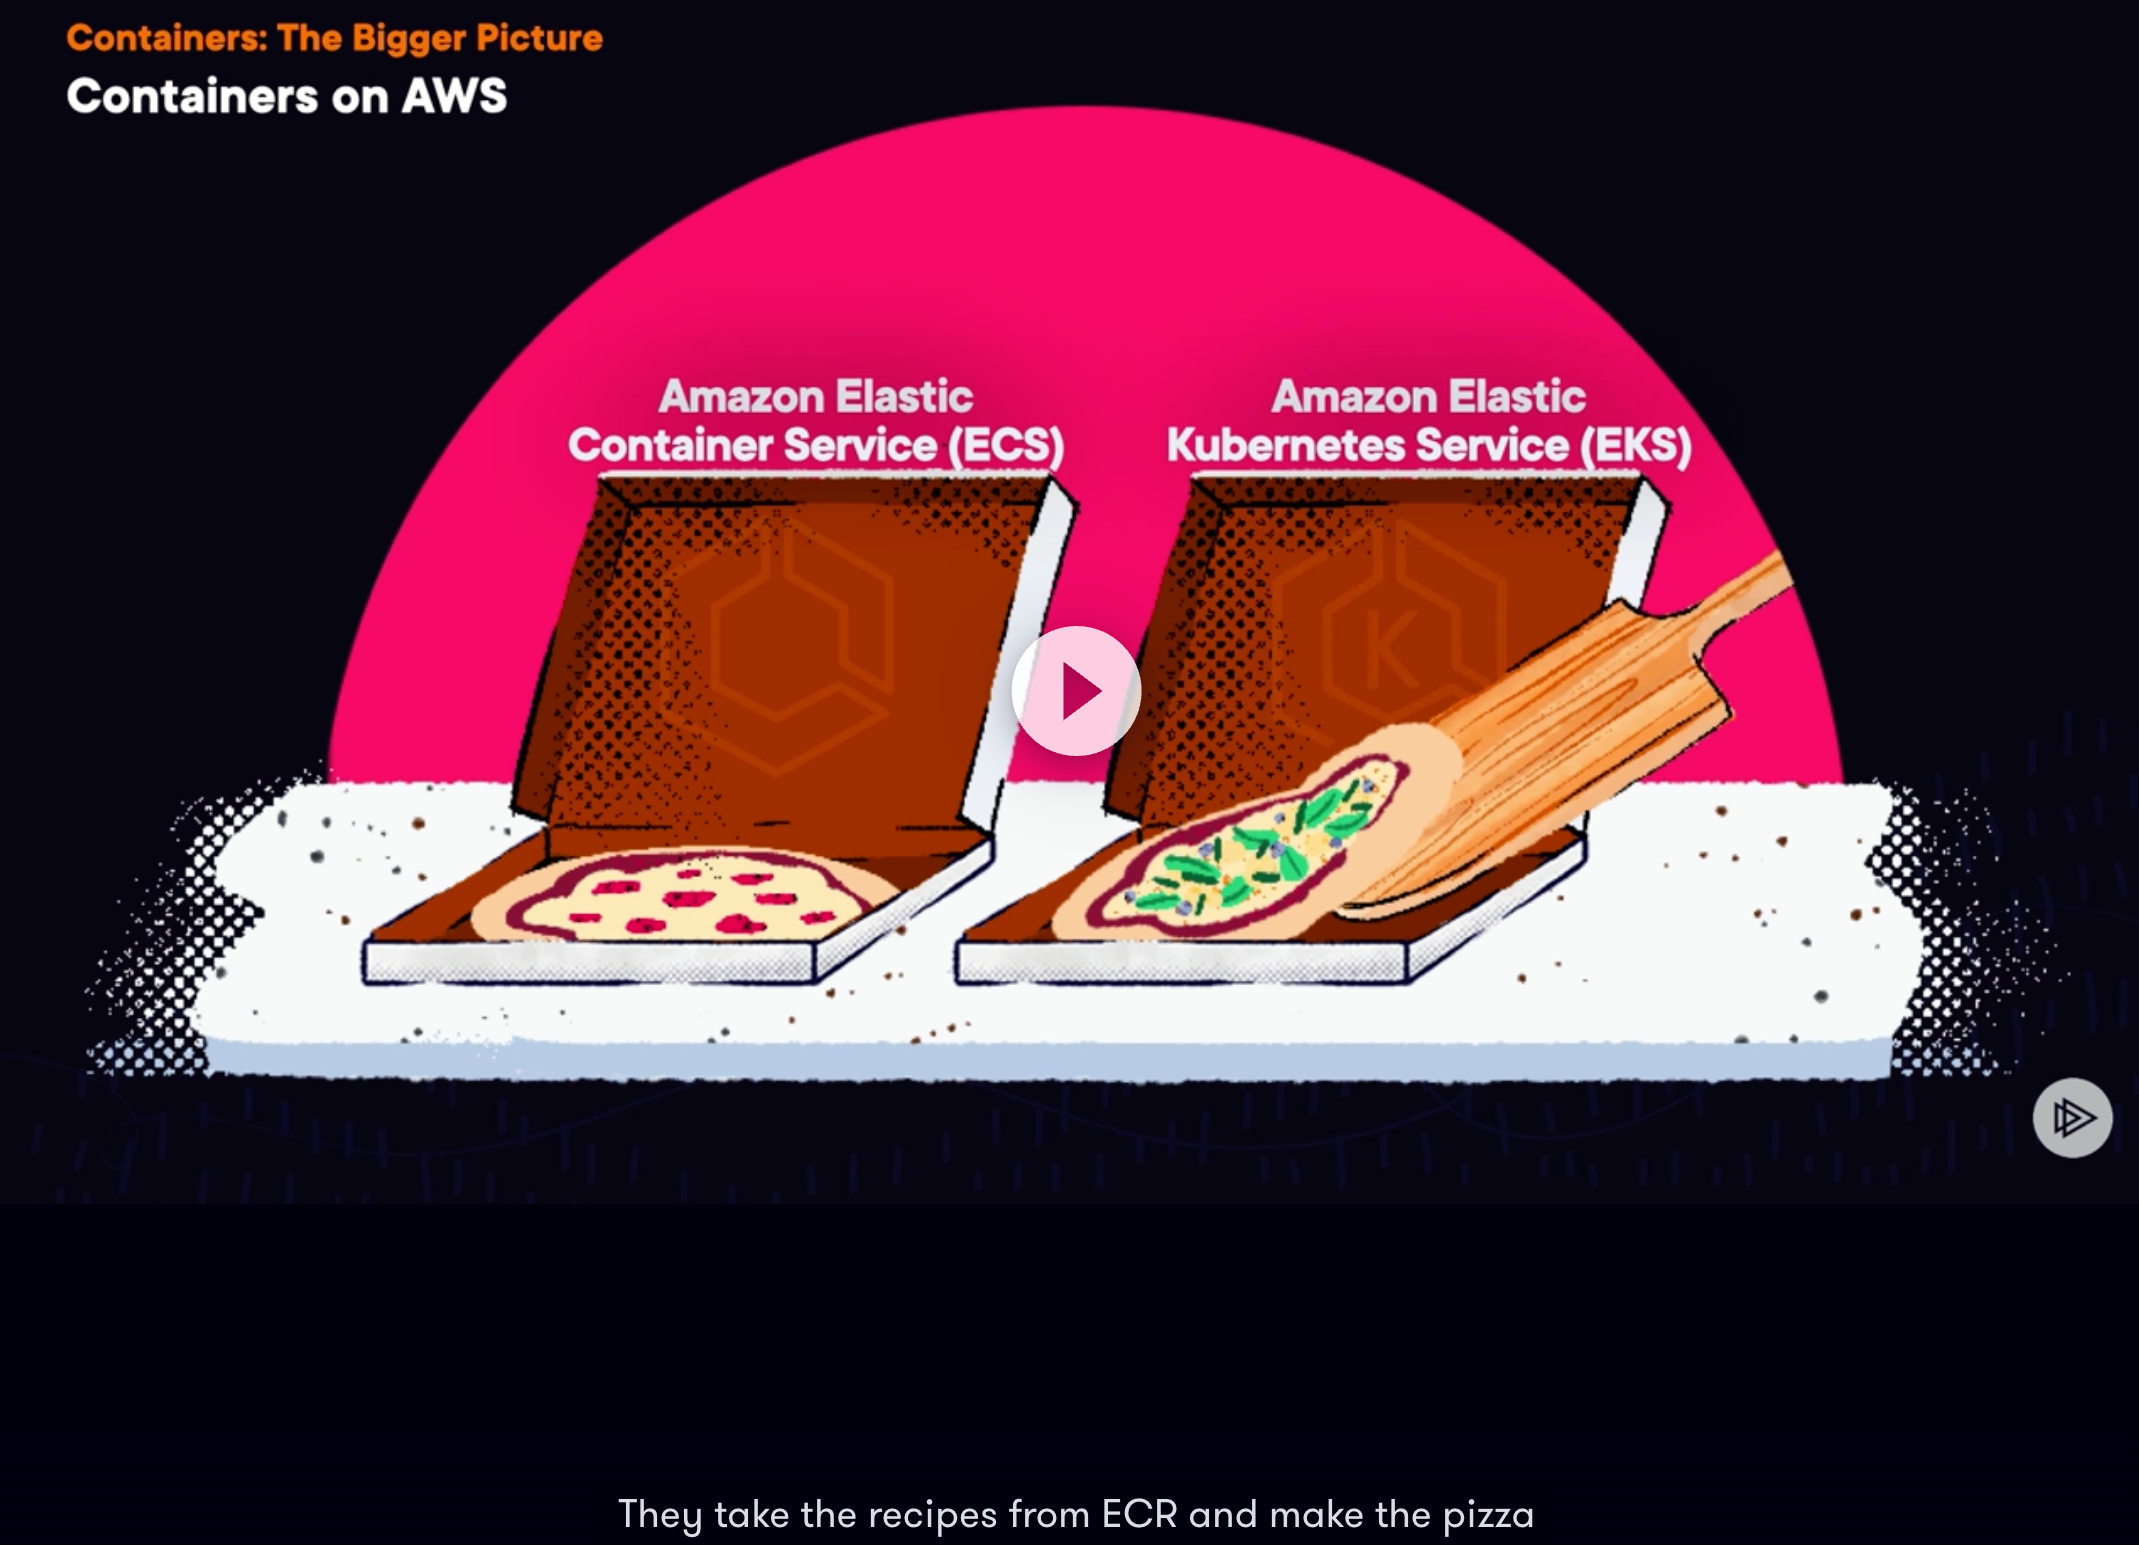 Containers: The Bigger Picture
Containers on AWS
Amazon Elastic
Container Service (ECS)
Amazon Elastic
Kubernetes Service (EKS)
K
They take the recipes from ECR and make the pizza